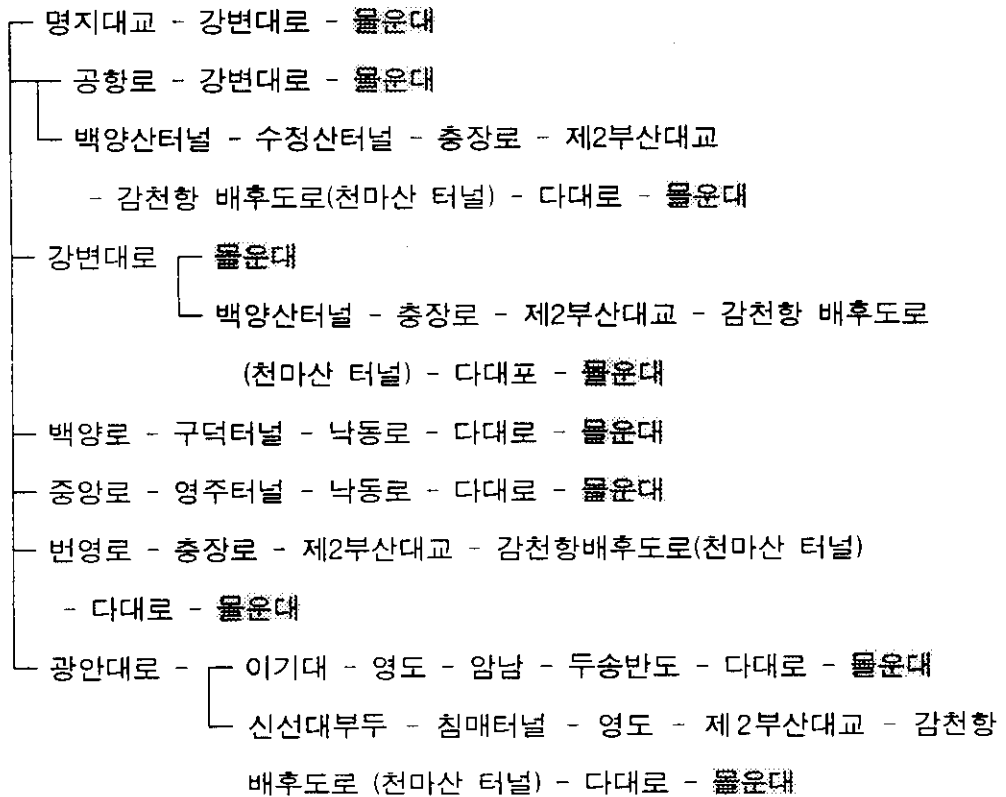 명지대교 - 강변대로 - 몰운대
공항로 - 강변대로 - 몰운대
백양산터널 - 수정산터널 - 충장로 - 제2부산대교
- 감천항 배후도로(천마산 터널) - 다대로 - 몰운대
강변대로 몰운대
백양산터널 - 충장로 - 제2부산대교 - 감천항 배후도로
(천마산 터널) - 다대포 - 몰운대
백양로 - 구덕터널 - 낙동로 - 다대로 - 몰운대
중앙로 - 영주터널 - 낙동로 - 다대로 - 몰운대
번영로 - 충장로 - 제2부산대교 - 감천항배후도로(천마산 터널)
- 다대로 - 몰운대
광안대로 - 이기대 - 영도 - 암남 - 두송반도 - 다대로 - 몰운대
신선대부두 - 침매터널 - 영도 - 제2부산대교 - 감천항
배후도로 (천마산 터널) - 다대로 - 몰운대